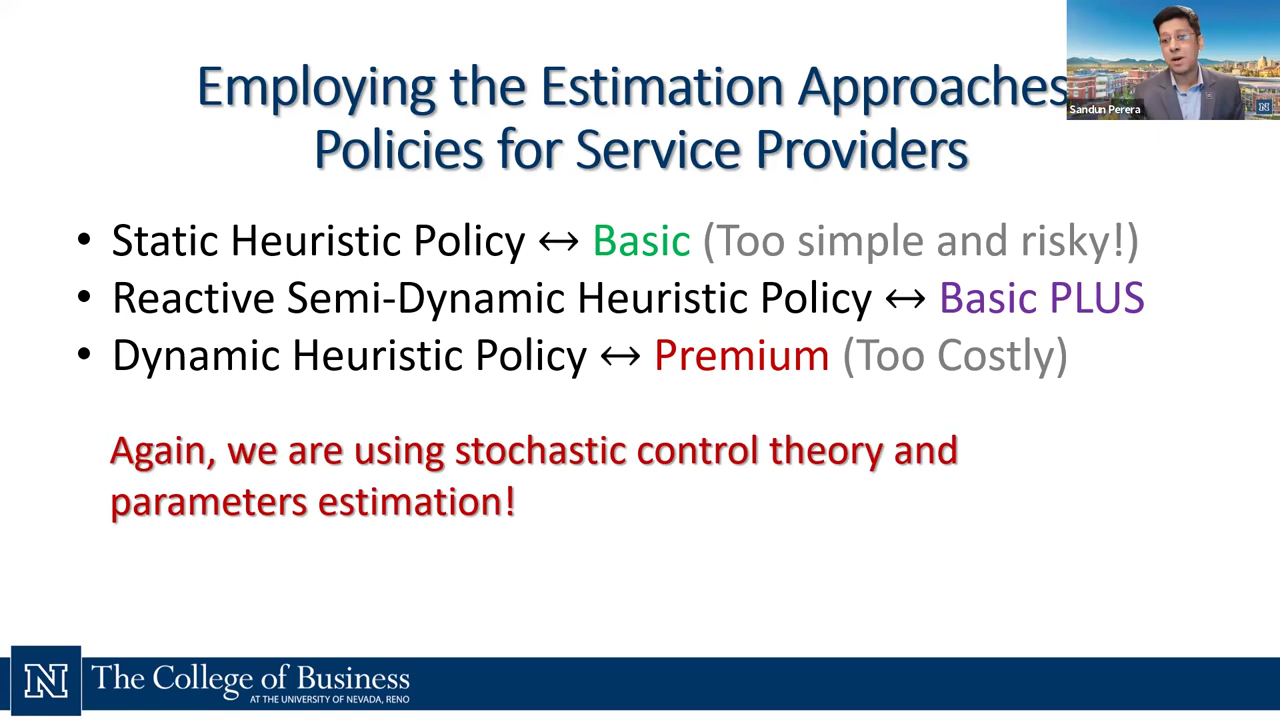 Employing the Estimation Approaches
Policies for Service Providers
Sandun Perera
• Static Heuristic Policy ↔ Basic (Too simple and risky!)
• Reactive Semi-Dynamic Heuristic Policy ↔ Basic PLUS
• Dynamic Heuristic Policy ↔ Premium (Too Costly)
Again, we are using stochastic control theory and
parameters estimation!
N
The College of Business
AT THE UNIVERSITY OF NEVADA, RENO